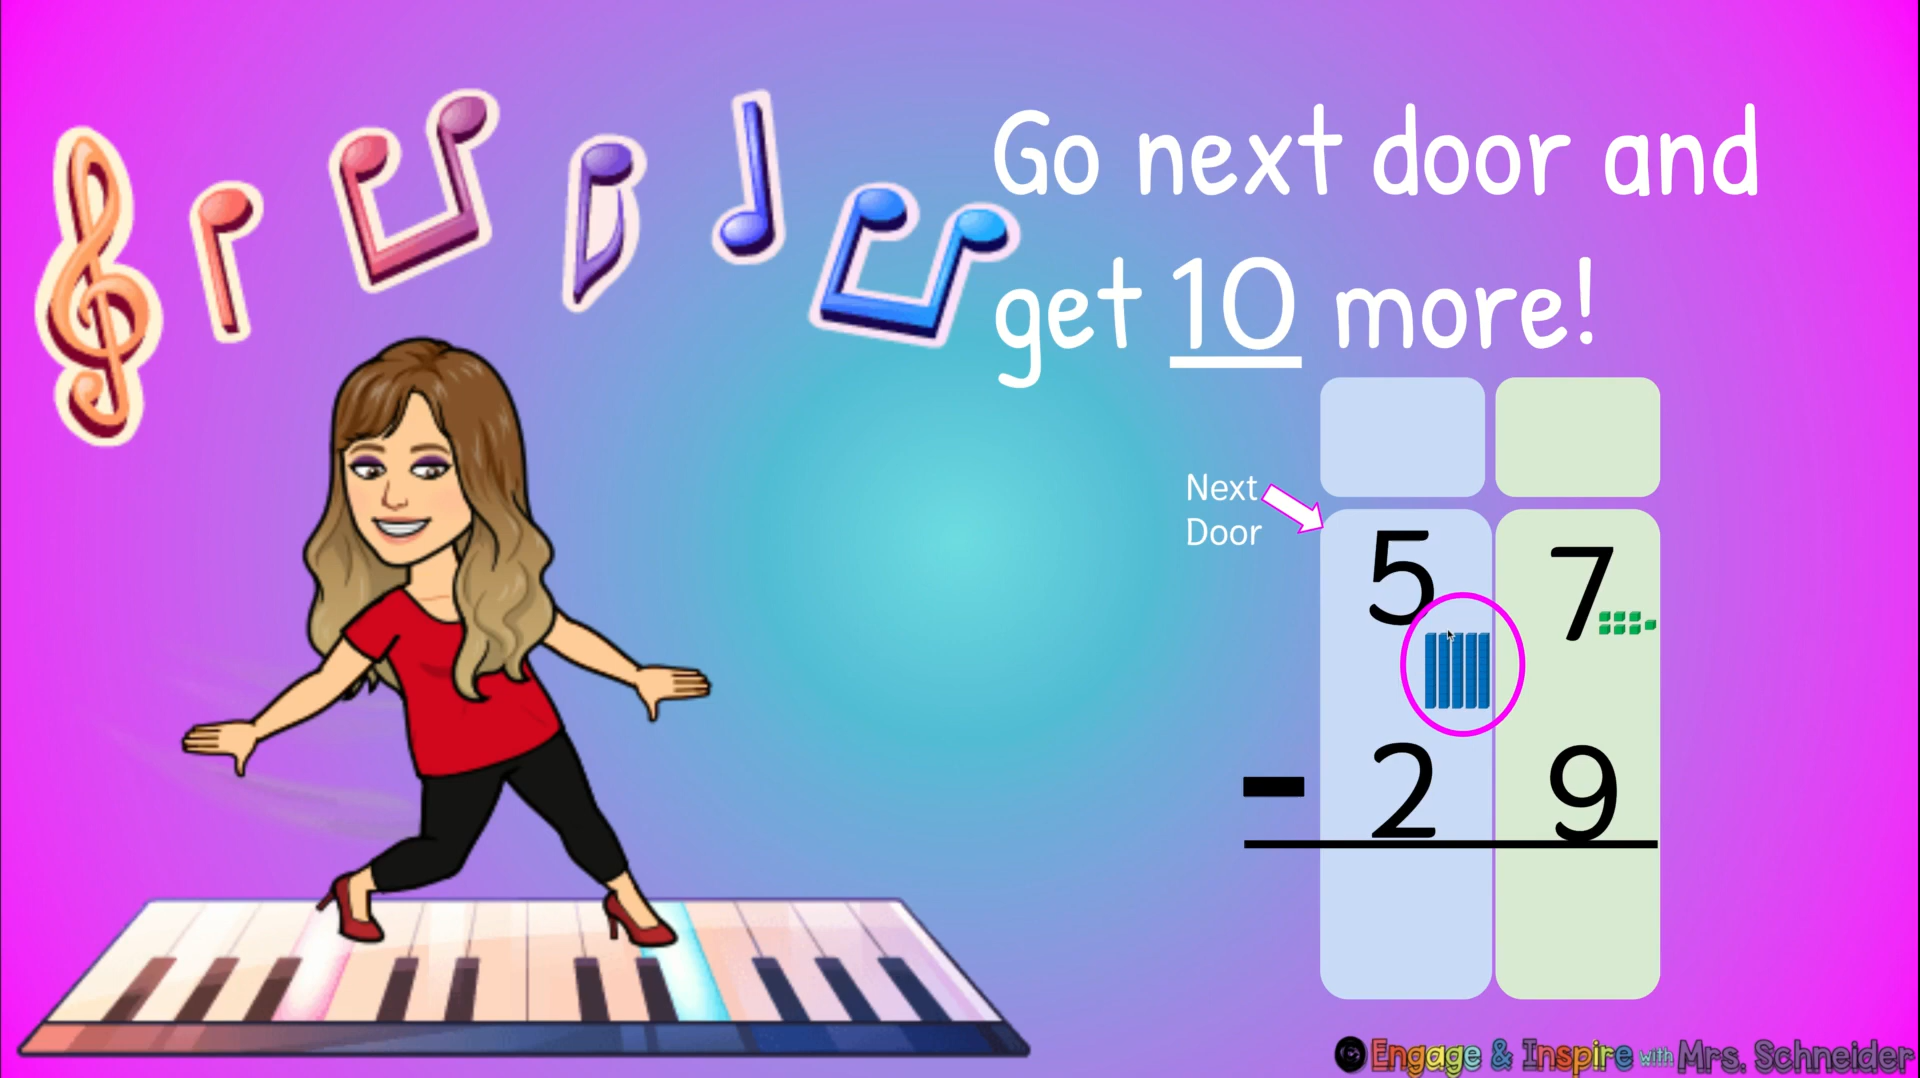 Go next door and
get 10 more!
Next
Door
5 7
- 2 9
Engage & Inspire with Mrs. Schneider